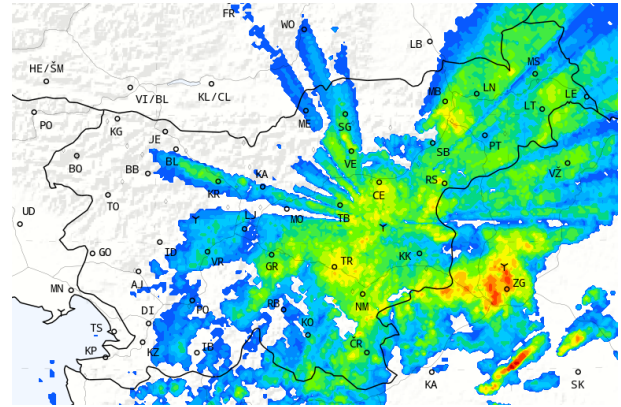 FR
WO
LB
HE/ŠM
MS
VI/BL
KL/CL
MB
LN
LE
PO
ME
SG
LT
KG
JE
SB
PT
BO
BL
VE
VŽ
BB
KA
CE
RS
KR
TO
MO
TB
UD
LJ
GO
ID
VR
GR
TR
KK
AJ
ZG
MN
PO
RB
NM
DI
TS
KO
KP
KZ
IB
ČR
KA
SK